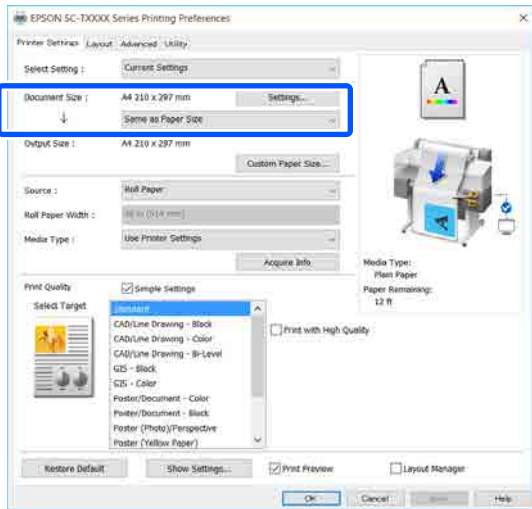 EPSON SC-TXXXX Series Printing Preferences
Printer Settings Layout Advanced Utility
Select Setting : Current Settings
Document Size : A4 210 x 297 mm Settings...
↓ Same as Paper Size
Output Size : A4 210 x 297 mm
Custom Paper Size...
Source : Roll Paper
Roll Paper Width :
Media Type : Use Printer Settings
Acquire Info
Media Type:
Plain Paper
Paper Remaining:
12 ft
Print Quality Simple Settings
Select Target
Standard
CAD/Line Drawing - Black
CAD/Line Drawing - Color
CAD/Line Drawing - Bi-Level
GIS - Black
GIS - Color
Poster/Document - Color
Poster/Document - Black
Poster (Photo)/Perspective
Poster (Yellow Paper)
Print with High Quality
Restore Default Show Settings... Print Preview Layout Manager
OK Cancel Help
A